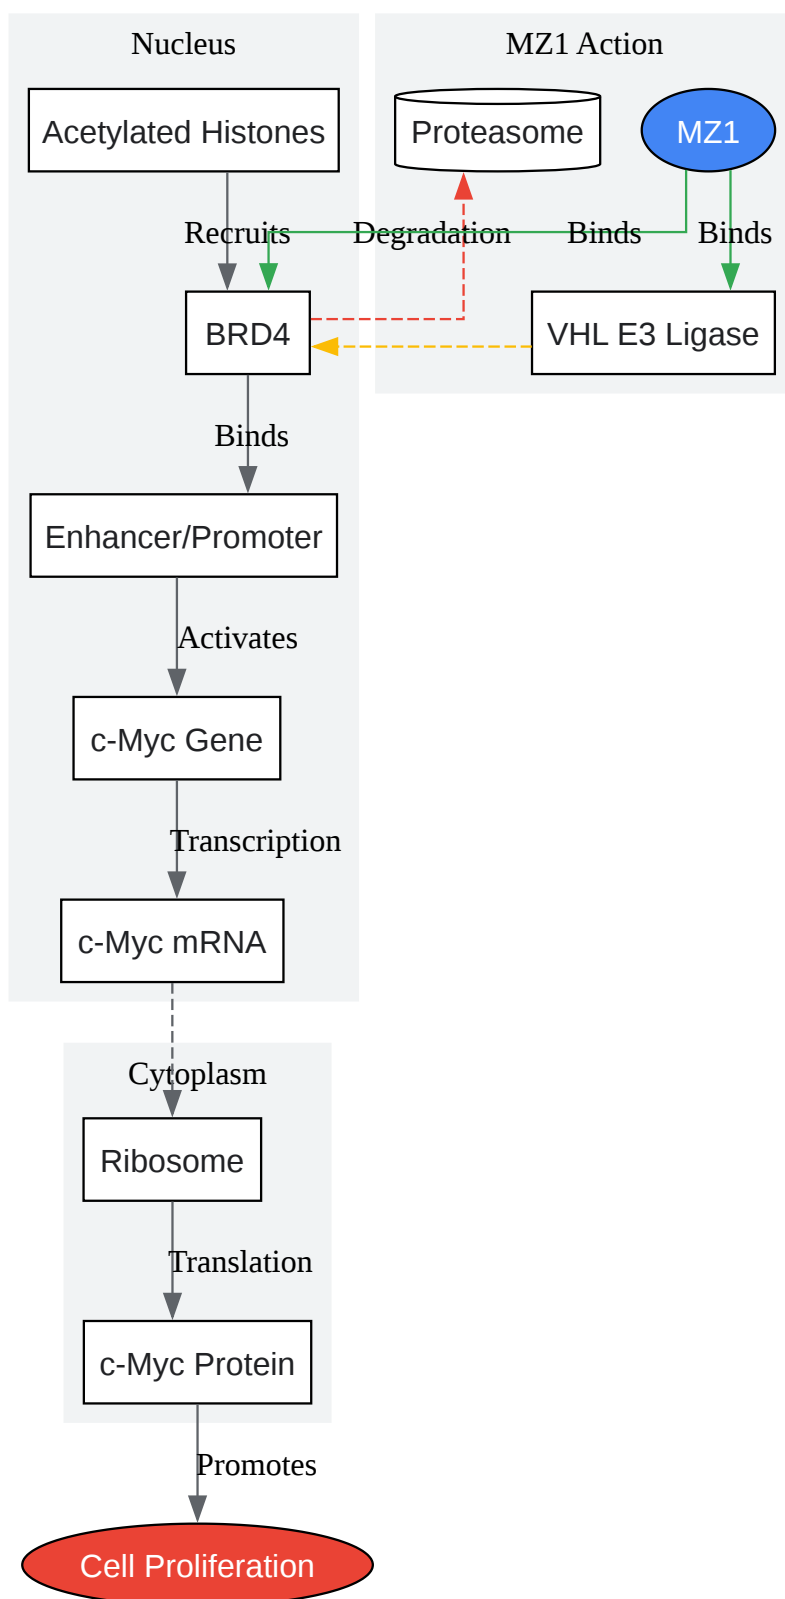 Nucleus
MZ1 Action
Acetylated Histones
Proteasome
MZ1
Recruits
Degradation
Binds
Binds
BRD4
VHL E3 Ligase
Binds
Enhancer/Promoter
Activates
c-Myc Gene
Transcription
c-Myc mRNA
Cytoplasm
Ribosome
Translation
c-Myc Protein
Promotes
Cell Proliferation